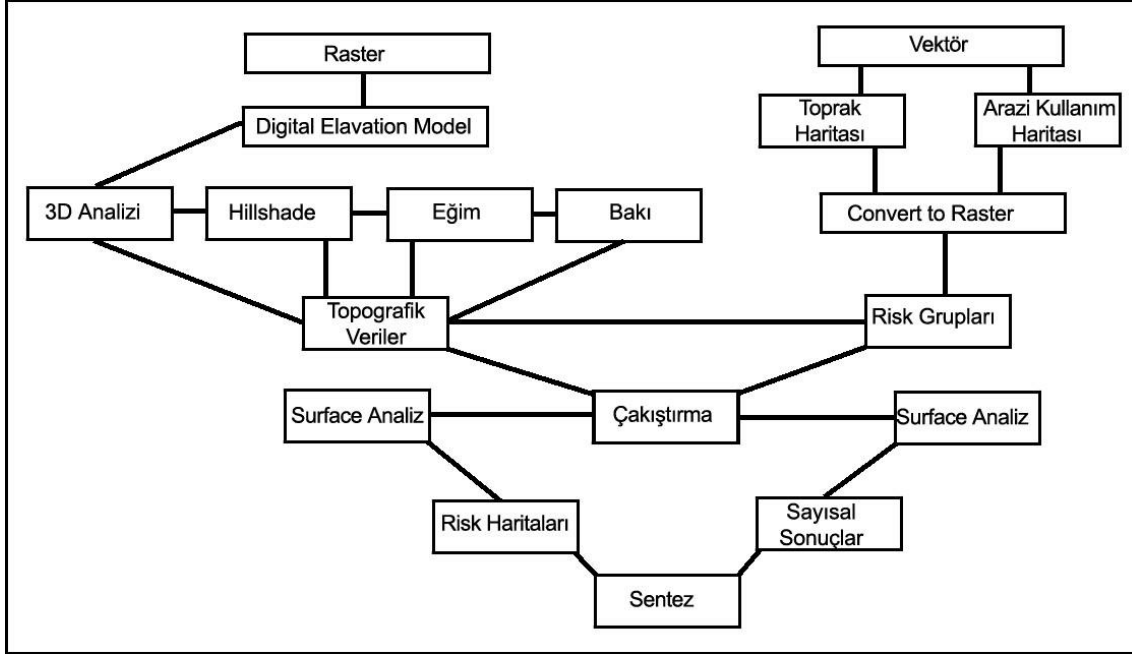 Raster
Vektör
Digital Elavation Model
Toprak
Haritası
Arazi Kullanım
Haritası
3D Analizi
Hillshade
Eğim
Bakı
Convert to Raster
Topografik
Veriler
Risk Grupları
Surface Analiz
Çakıştırma
Surface Analiz
Risk Haritaları
Sayısal
Sonuçlar
Sentez